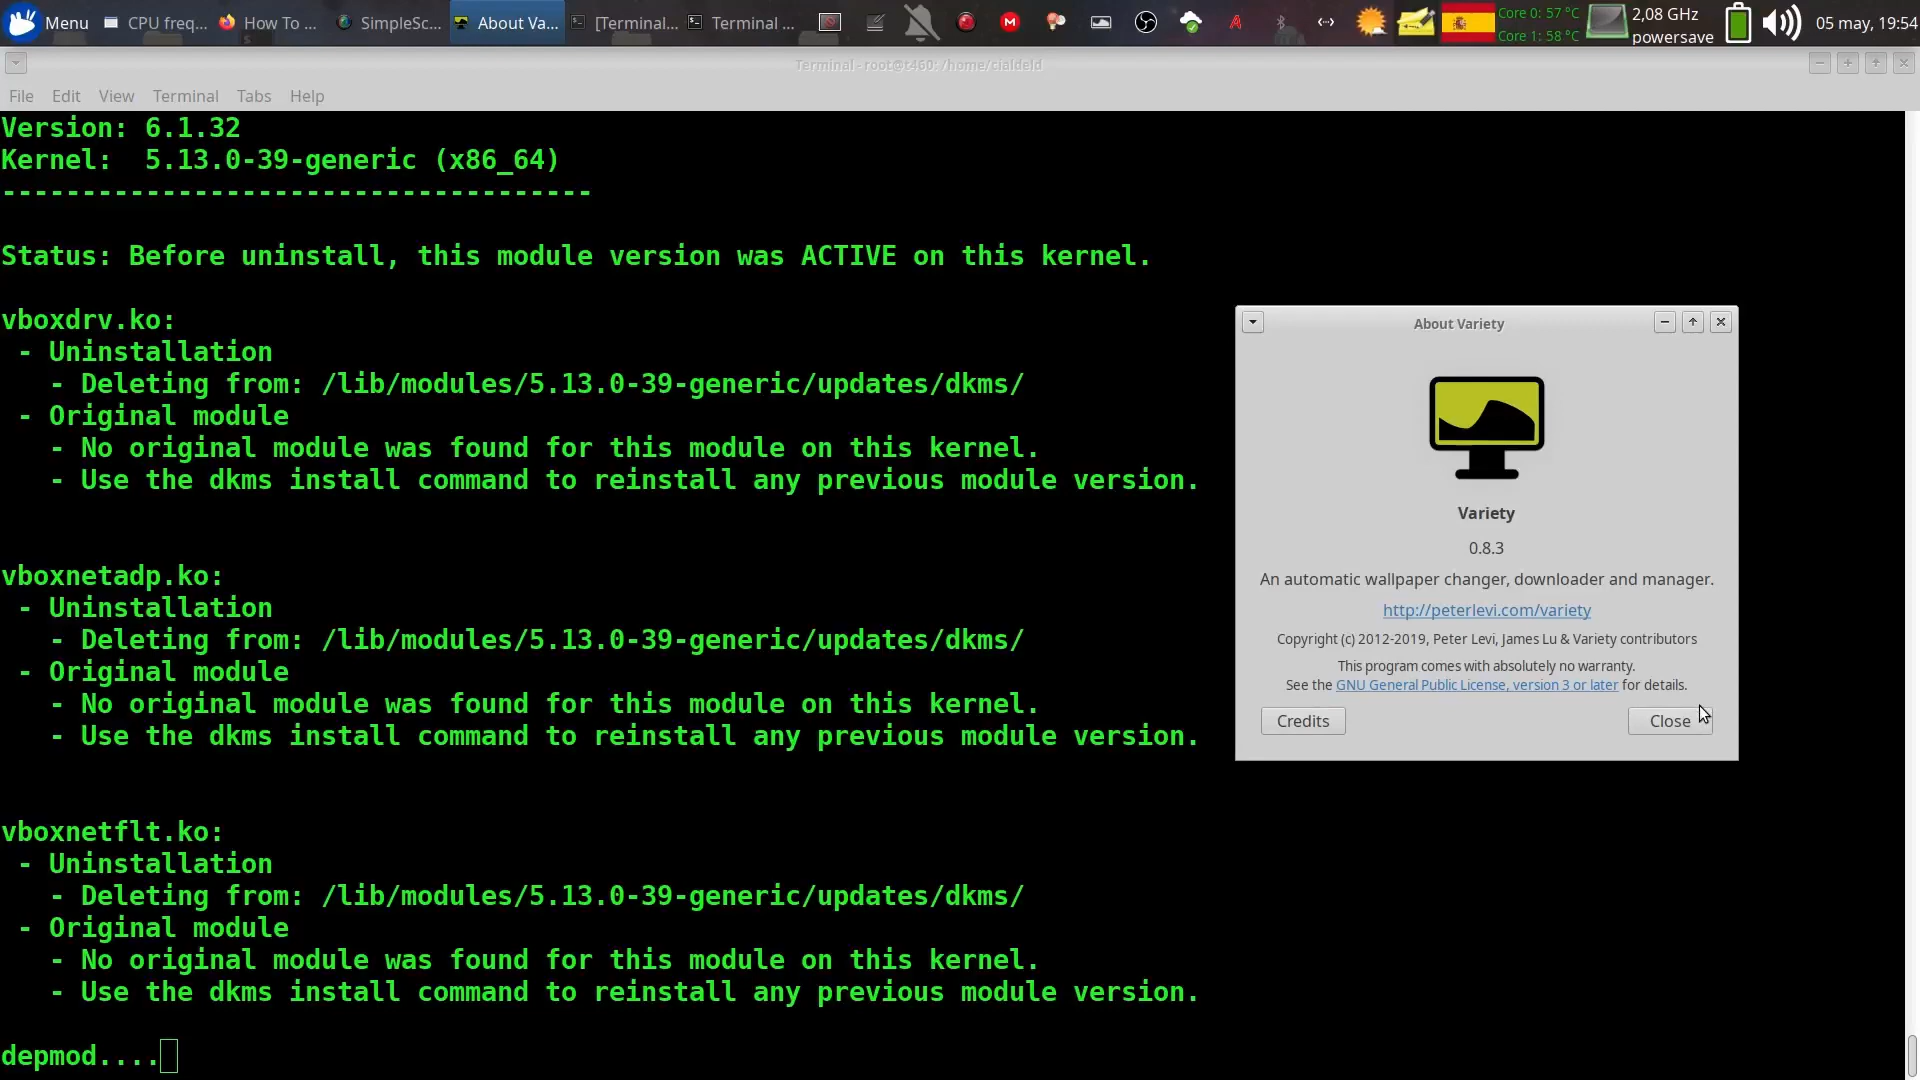 Menu
CPU freq...
How To ...
SimpleSc...
About Va...
[Terminal...
Terminal ...
Core 0: 57 °C
Core 1: 58 °C
2,08 GHz
powersave
05 may, 19:54
Terminal - root@t460: /home/cialdeld
File Edit View Terminal Tabs Help
Version: 6.1.32
Kernel:  5.13.0-39-generic (x86_64)
-------------------------------------
Status: Before uninstall, this module version was ACTIVE on this kernel.
vboxdrv.ko:
 - Uninstallation
   - Deleting from: /lib/modules/5.13.0-39-generic/updates/dkms/
 - Original module
   - No original module was found for this module on this kernel.
   - Use the dkms install command to reinstall any previous module version.
vboxnetadp.ko:
 - Uninstallation
   - Deleting from: /lib/modules/5.13.0-39-generic/updates/dkms/
 - Original module
   - No original module was found for this module on this kernel.
   - Use the dkms install command to reinstall any previous module version.
vboxnetflt.ko:
 - Uninstallation
   - Deleting from: /lib/modules/5.13.0-39-generic/updates/dkms/
 - Original module
   - No original module was found for this module on this kernel.
   - Use the dkms install command to reinstall any previous module version.
depmod....
About Variety
Variety
0.8.3
An automatic wallpaper changer, downloader and manager.
http://peterlevi.com/variety
Copyright (c) 2012-2019, Peter Levi, James Lu & Variety contributors
This program comes with absolutely no warranty.
See the GNU General Public License, version 3 or later for details.
Credits
Close